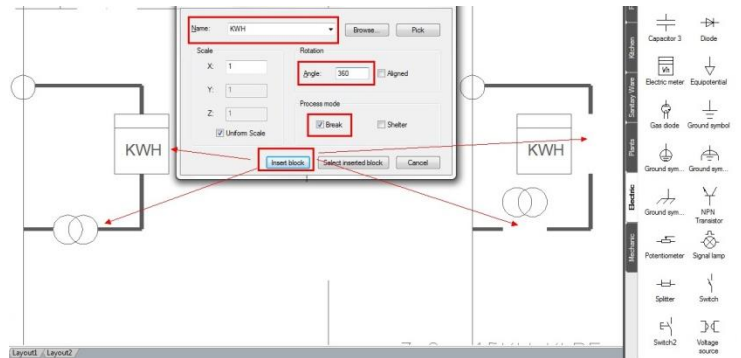 Name:
KWH
Browse...
Pick
Scale
Rotation
X:
1
Angle:
360
Aligned
Y:
1
Process mode
Z:
1
Break
Shelter
Uniform Scale
Insert block
Select inserted block
Cancel
KWH
KWH
Layout1
Layout2
Kitchen
Sanitary Ware
Plants
Electric
Mechanic
Capacitor 3
Diode
Electric meter
Equipotential
Gas diode
Ground symbol
Ground sym...
Ground sym...
Ground sym...
NPN
Transistor
Potentiometer
Signal lamp
Splitter
Switch
Switch2
Voltage
source